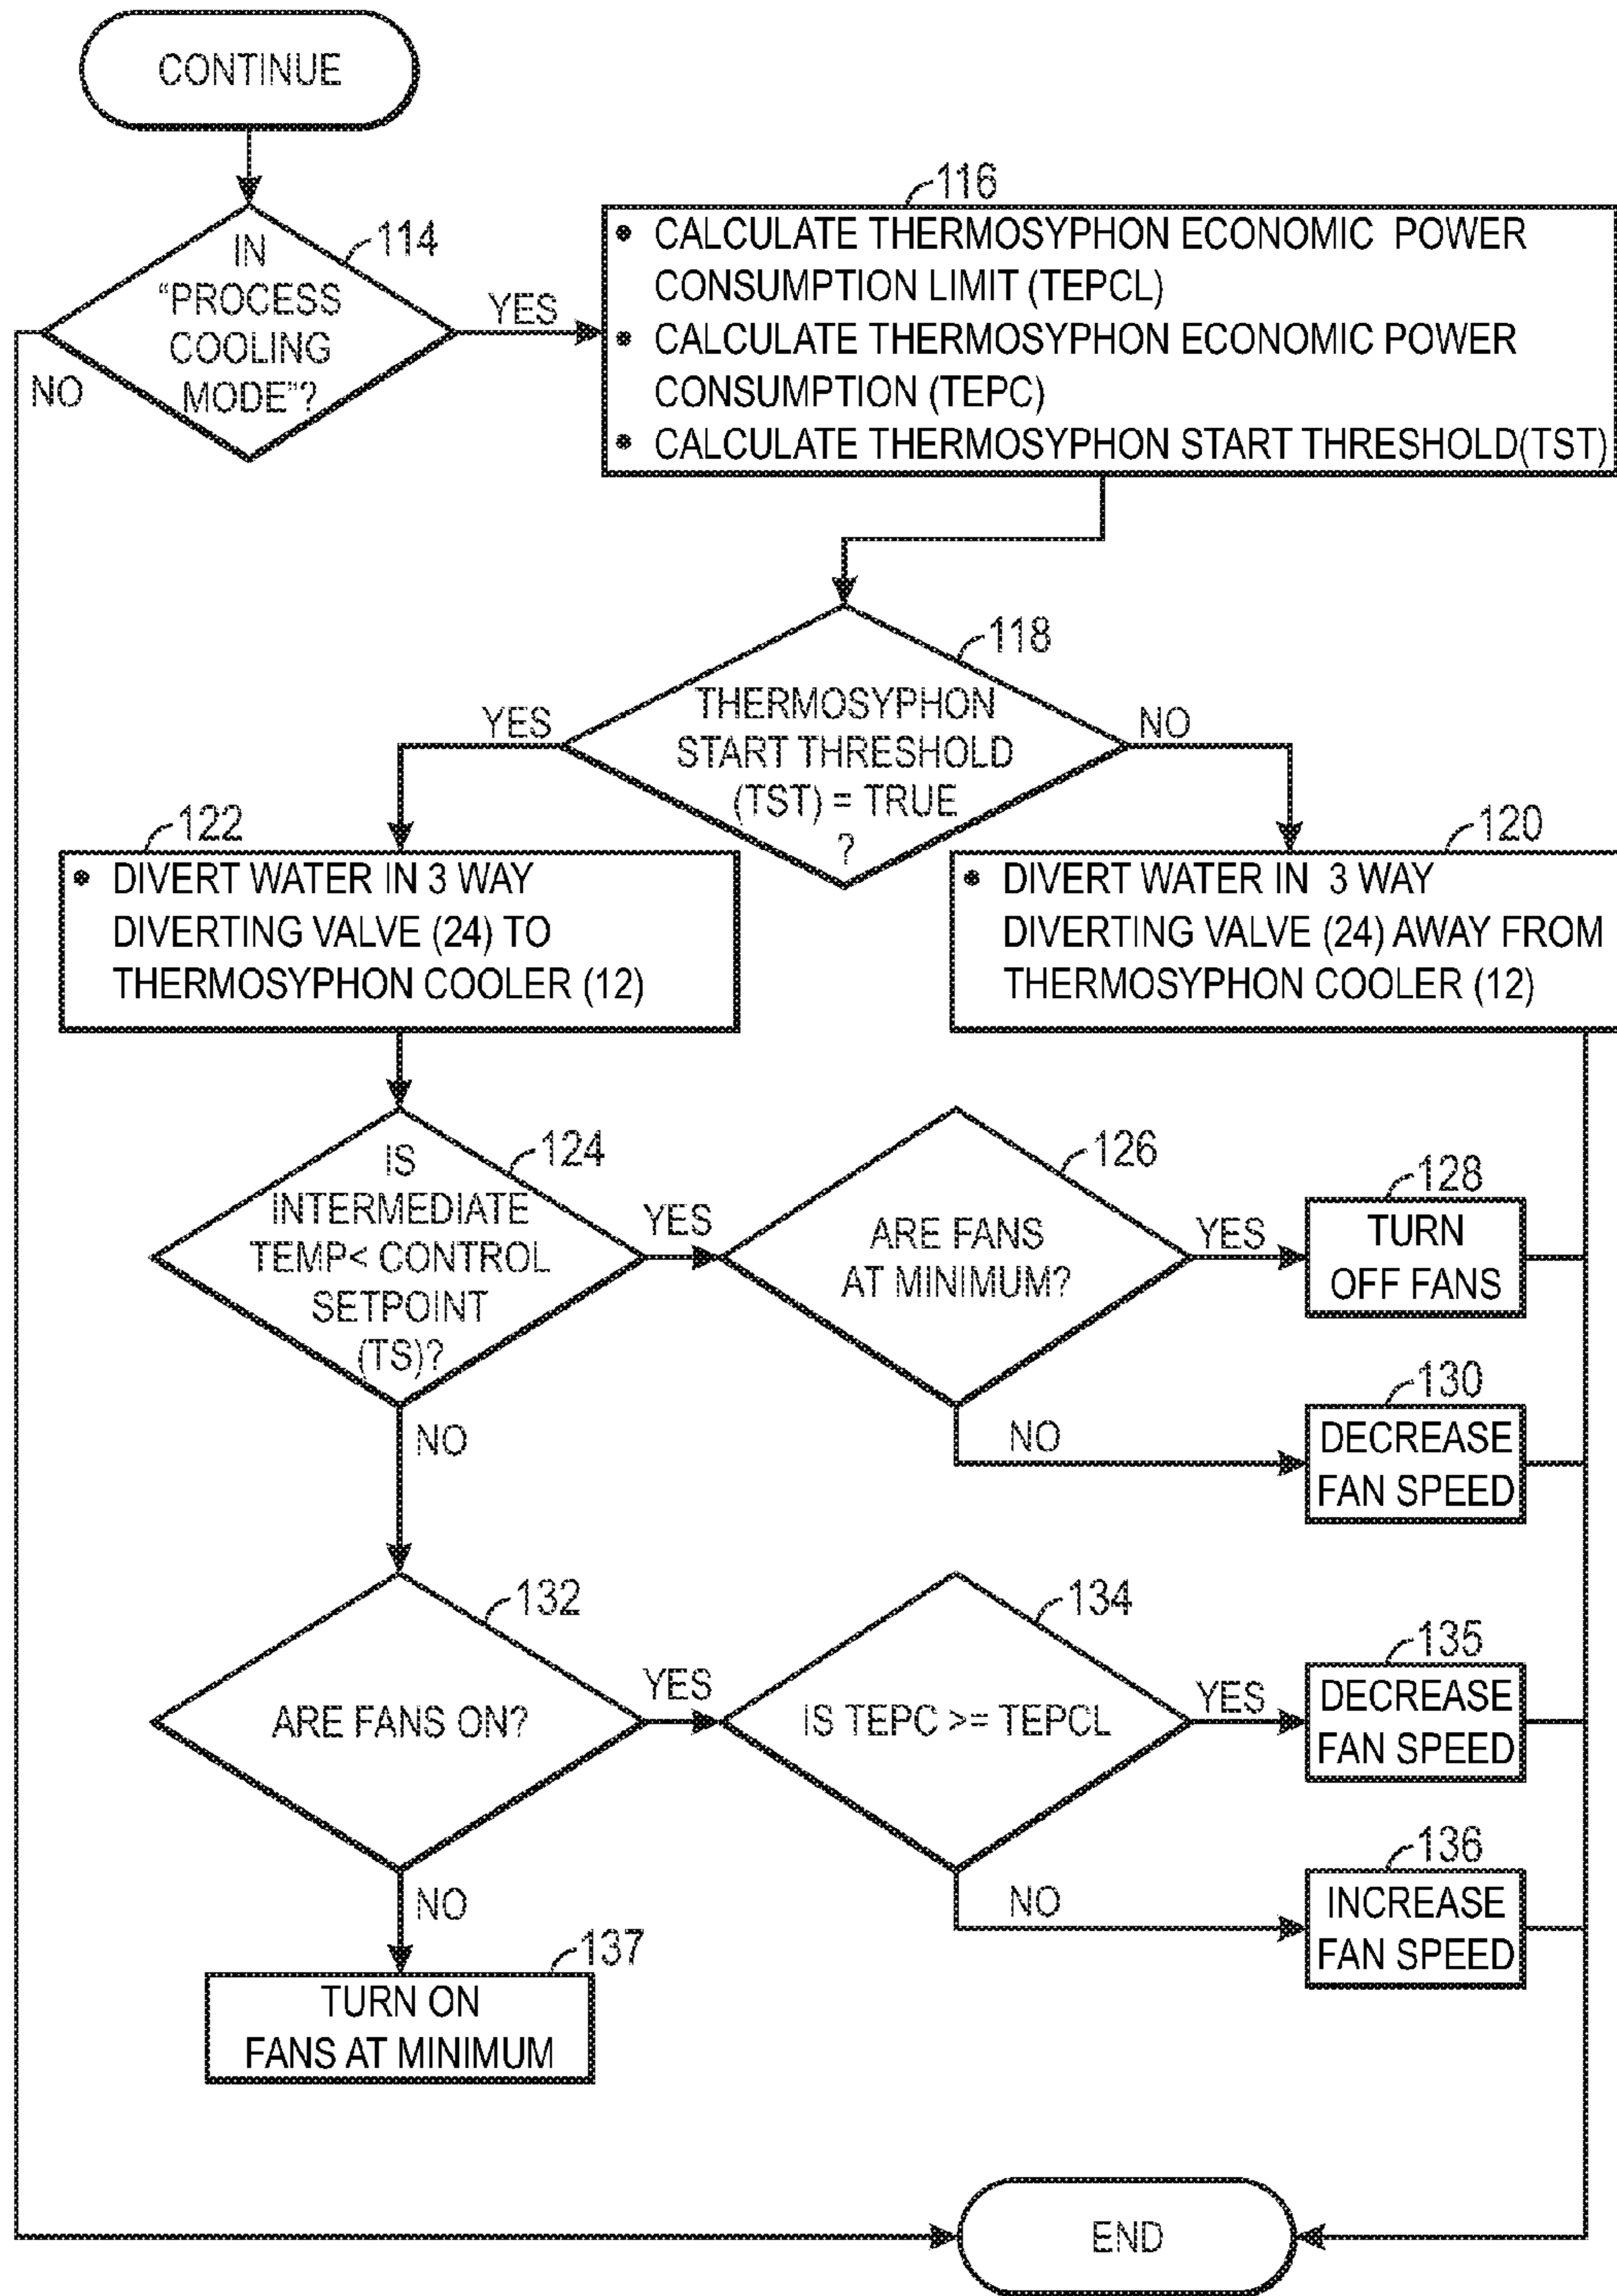 CONTINUE
116
114
IN
“PROCESS
COOLING
MODE”?
YES
NO
• CALCULATE THERMOSYPHON ECONOMIC POWER
CONSUMPTION LIMIT (TEPCL)
• CALCULATE THERMOSYPHON ECONOMIC POWER
CONSUMPTION (TEPC)
• CALCULATE THERMOSYPHON START THRESHOLD(TST)
118
THERMOSYPHON
START THRESHOLD
(TST) = TRUE
?
YES
NO
122
• DIVERT WATER IN 3 WAY
DIVERTING VALVE (24) TO
THERMOSYPHON COOLER (12)
120
• DIVERT WATER IN 3 WAY
DIVERTING VALVE (24) AWAY FROM
THERMOSYPHON COOLER (12)
124
IS
INTERMEDIATE
TEMP< CONTROL
SETPOINT
(TS)?
YES
NO
126
ARE FANS
AT MINIMUM?
YES
NO
128
TURN
OFF FANS
130
DECREASE
FAN SPEED
132
ARE FANS ON?
YES
NO
134
IS TEPC >= TEPCL
YES
NO
135
DECREASE
FAN SPEED
136
INCREASE
FAN SPEED
137
TURN ON
FANS AT MINIMUM
END